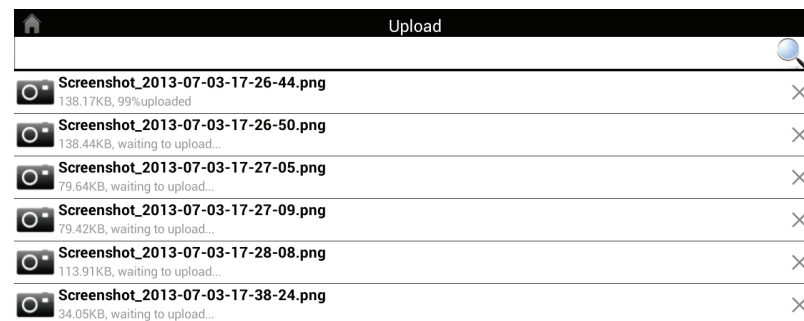 Upload
Screenshot_2013-07-03-17-26-44.png
138.17KB, 99%uploaded
Screenshot_2013-07-03-17-26-50.png
138.44KB, waiting to upload...
Screenshot_2013-07-03-17-27-05.png
79.64KB, waiting to upload...
Screenshot_2013-07-03-17-27-09.png
79.42KB, waiting to upload...
Screenshot_2013-07-03-17-28-08.png
113.91KB, waiting to upload...
Screenshot_2013-07-03-17-38-24.png
34.05KB, waiting to upload...